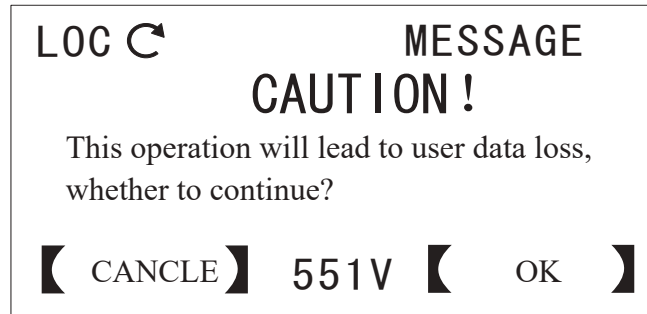 LOC MESSAGE
CAUTION!
This operation will lead to user data loss,
whether to continue?
【 CANCLE】 551V 【 OK 】